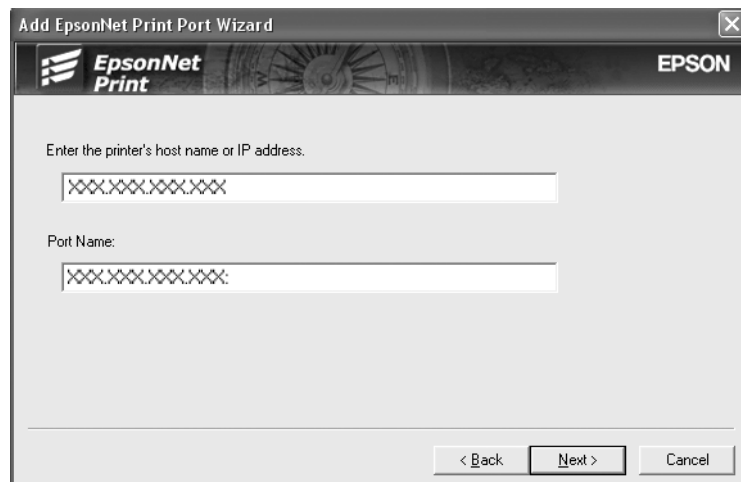 Add EpsonNet Print Port Wizard
EpsonNet
Print
EPSON
Enter the printer's host name or IP address.
XXX.XXX.XXX.XXX
Port Name:
XXX.XXX.XXX.XXX:
< Back
Next >
Cancel